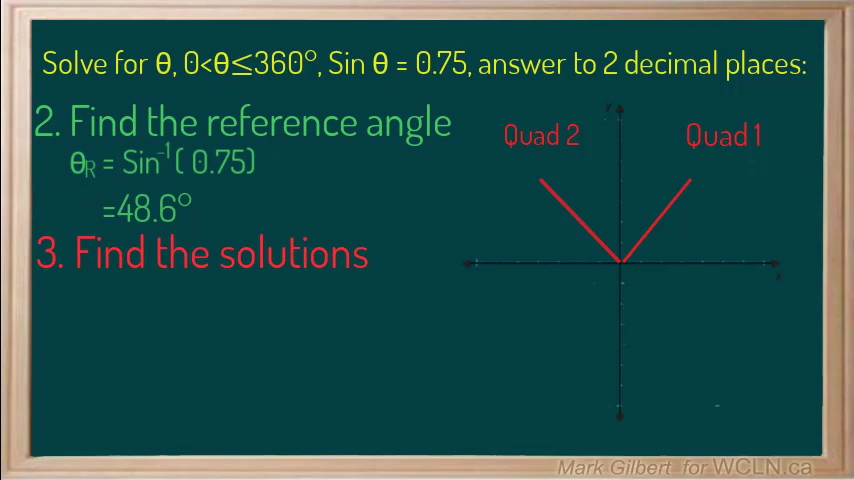 Solve for θ, 0<θ≤360°, Sin θ = 0.75, answer to 2 decimal places:
2. Find the reference angle
θR = Sin⁻¹( 0.75)
=48.6°
3. Find the solutions
y
Quad 2
Quad 1
x
Mark Gilbert for WCLN.ca